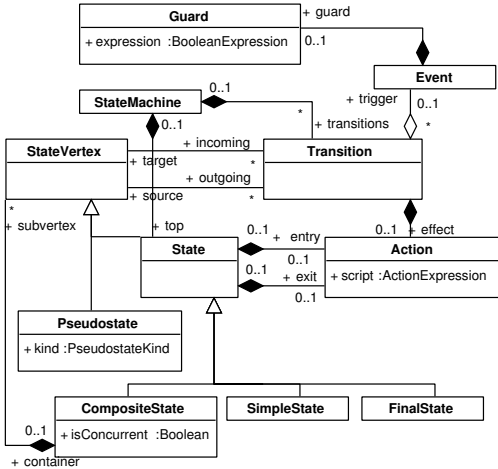 Guard
+ guard
+ expression :BooleanExpression
0..1
Event
StateMachine
0..1
+ trigger
0..1
0..1
*
+ transitions
*
StateVertex
+ incoming
Transition
+ target
*
+ outgoing
+ source
*
*
+ subvertex
+ top
0..1
+ effect
State
0..1
+ entry
Action
0..1
0..1
+ exit
+ script :ActionExpression
0..1
Pseudostate
+ kind :PseudostateKind
CompositeState
SimpleState
FinalState
0..1
+ isConcurrent :Boolean
+ container